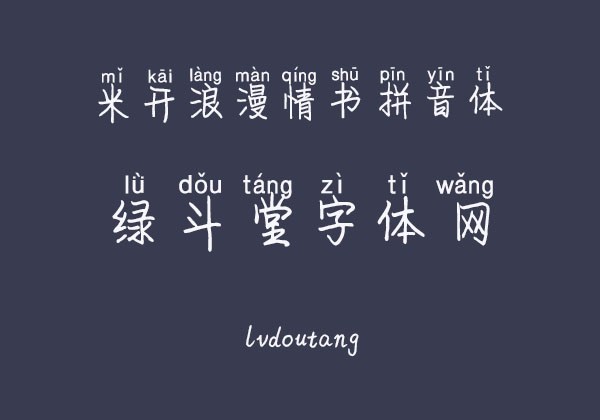 mǐ kāi làng màn qíng shū pīn yīn tǐ
米开浪漫情书拼音体
lǜ dǒu táng zì tǐ wǎng
绿斗堂字体网
lvdoutang